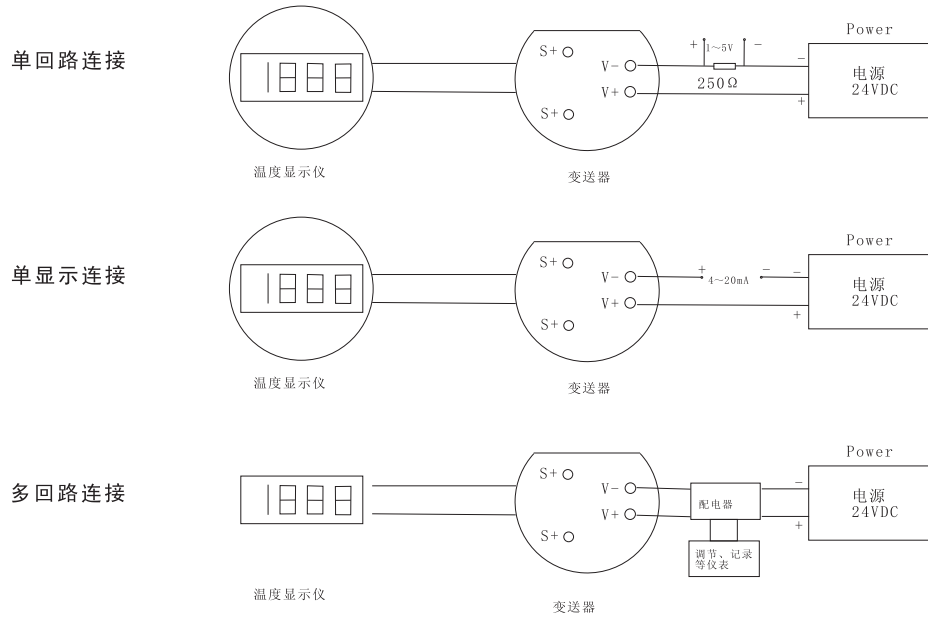 单回路连接
S+
V-
V+
S+
+ 1~5V -
250Ω
Power
-
电源
24VDC
+
温度显示仪
变送器
单显示连接
S+
V-
V+
S+
+ 4~20mA -
Power
-
电源
24VDC
+
温度显示仪
变送器
多回路连接
S+
V-
V+
S+
配电器
调节、记录
等仪表
Power
-
电源
24VDC
+
温度显示仪
变送器